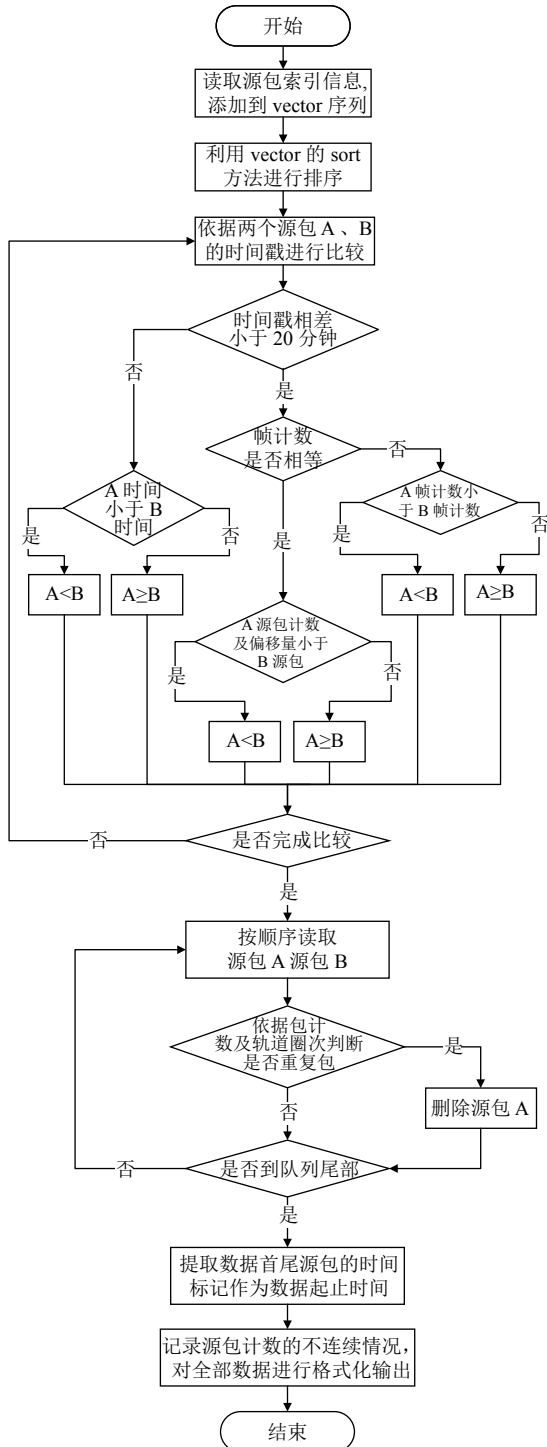 开始
读取源包索引信息,
添加到 vector 序列
利用 vector 的 sort
方法进行排序
依据两个源包 A 、B
的时间戳进行比较
时间戳相差
小于 20 分钟
否
是
帧计数
是否相等
否
A 时间
小于 B
时间
A 帧计数小
于 B 帧计数
是
否
是
是
否
A<B
A≥B
A<B
A≥B
A 源包计数
及偏移量小于
B 源包
是
否
A<B
A≥B
否
是否完成比较
是
按顺序读取
源包 A 源包 B
依据包计
数及轨道圈次判断
是否重复包
是
否
删除源包 A
否
是否到队列尾部
是
提取数据首尾源包的时间
标记作为数据起止时间
记录源包计数的不连续情况，
对全部数据进行格式化输出
结束